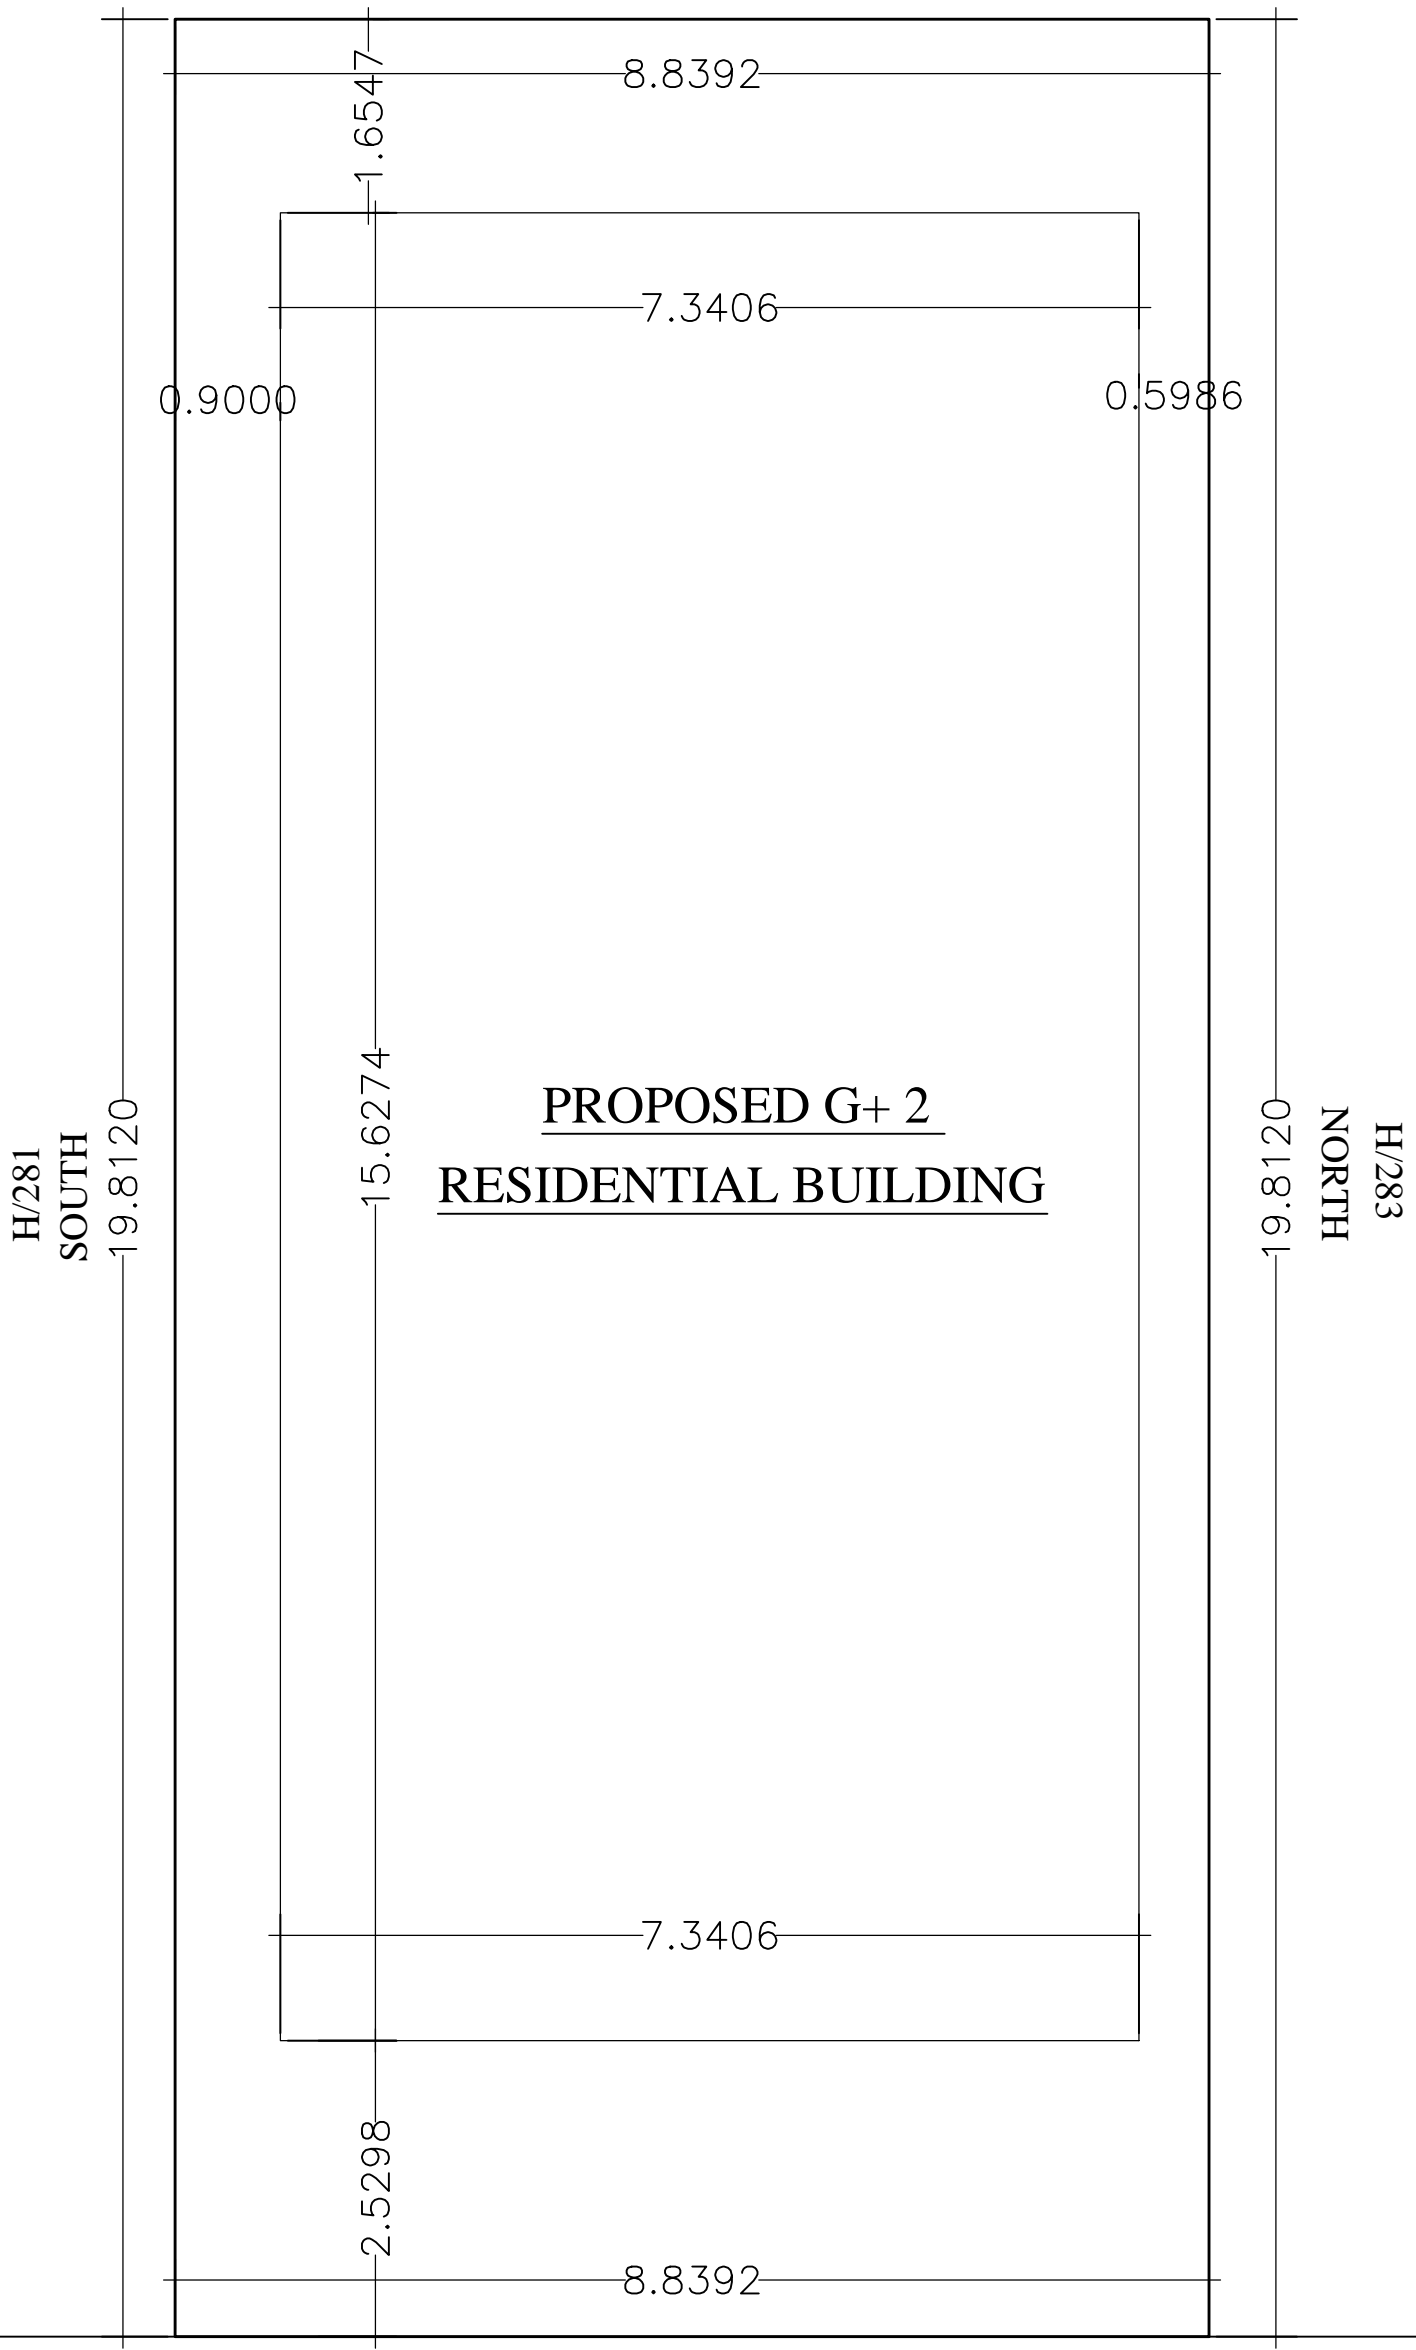 8.8392
1.6547
7.3406
0.9000
0.5986
15.6274
PROPOSED G+ 2
RESIDENTIAL BUILDING
H/281
SOUTH
19.8120
19.8120
NORTH
H/283
7.3406
2.5298
8.8392